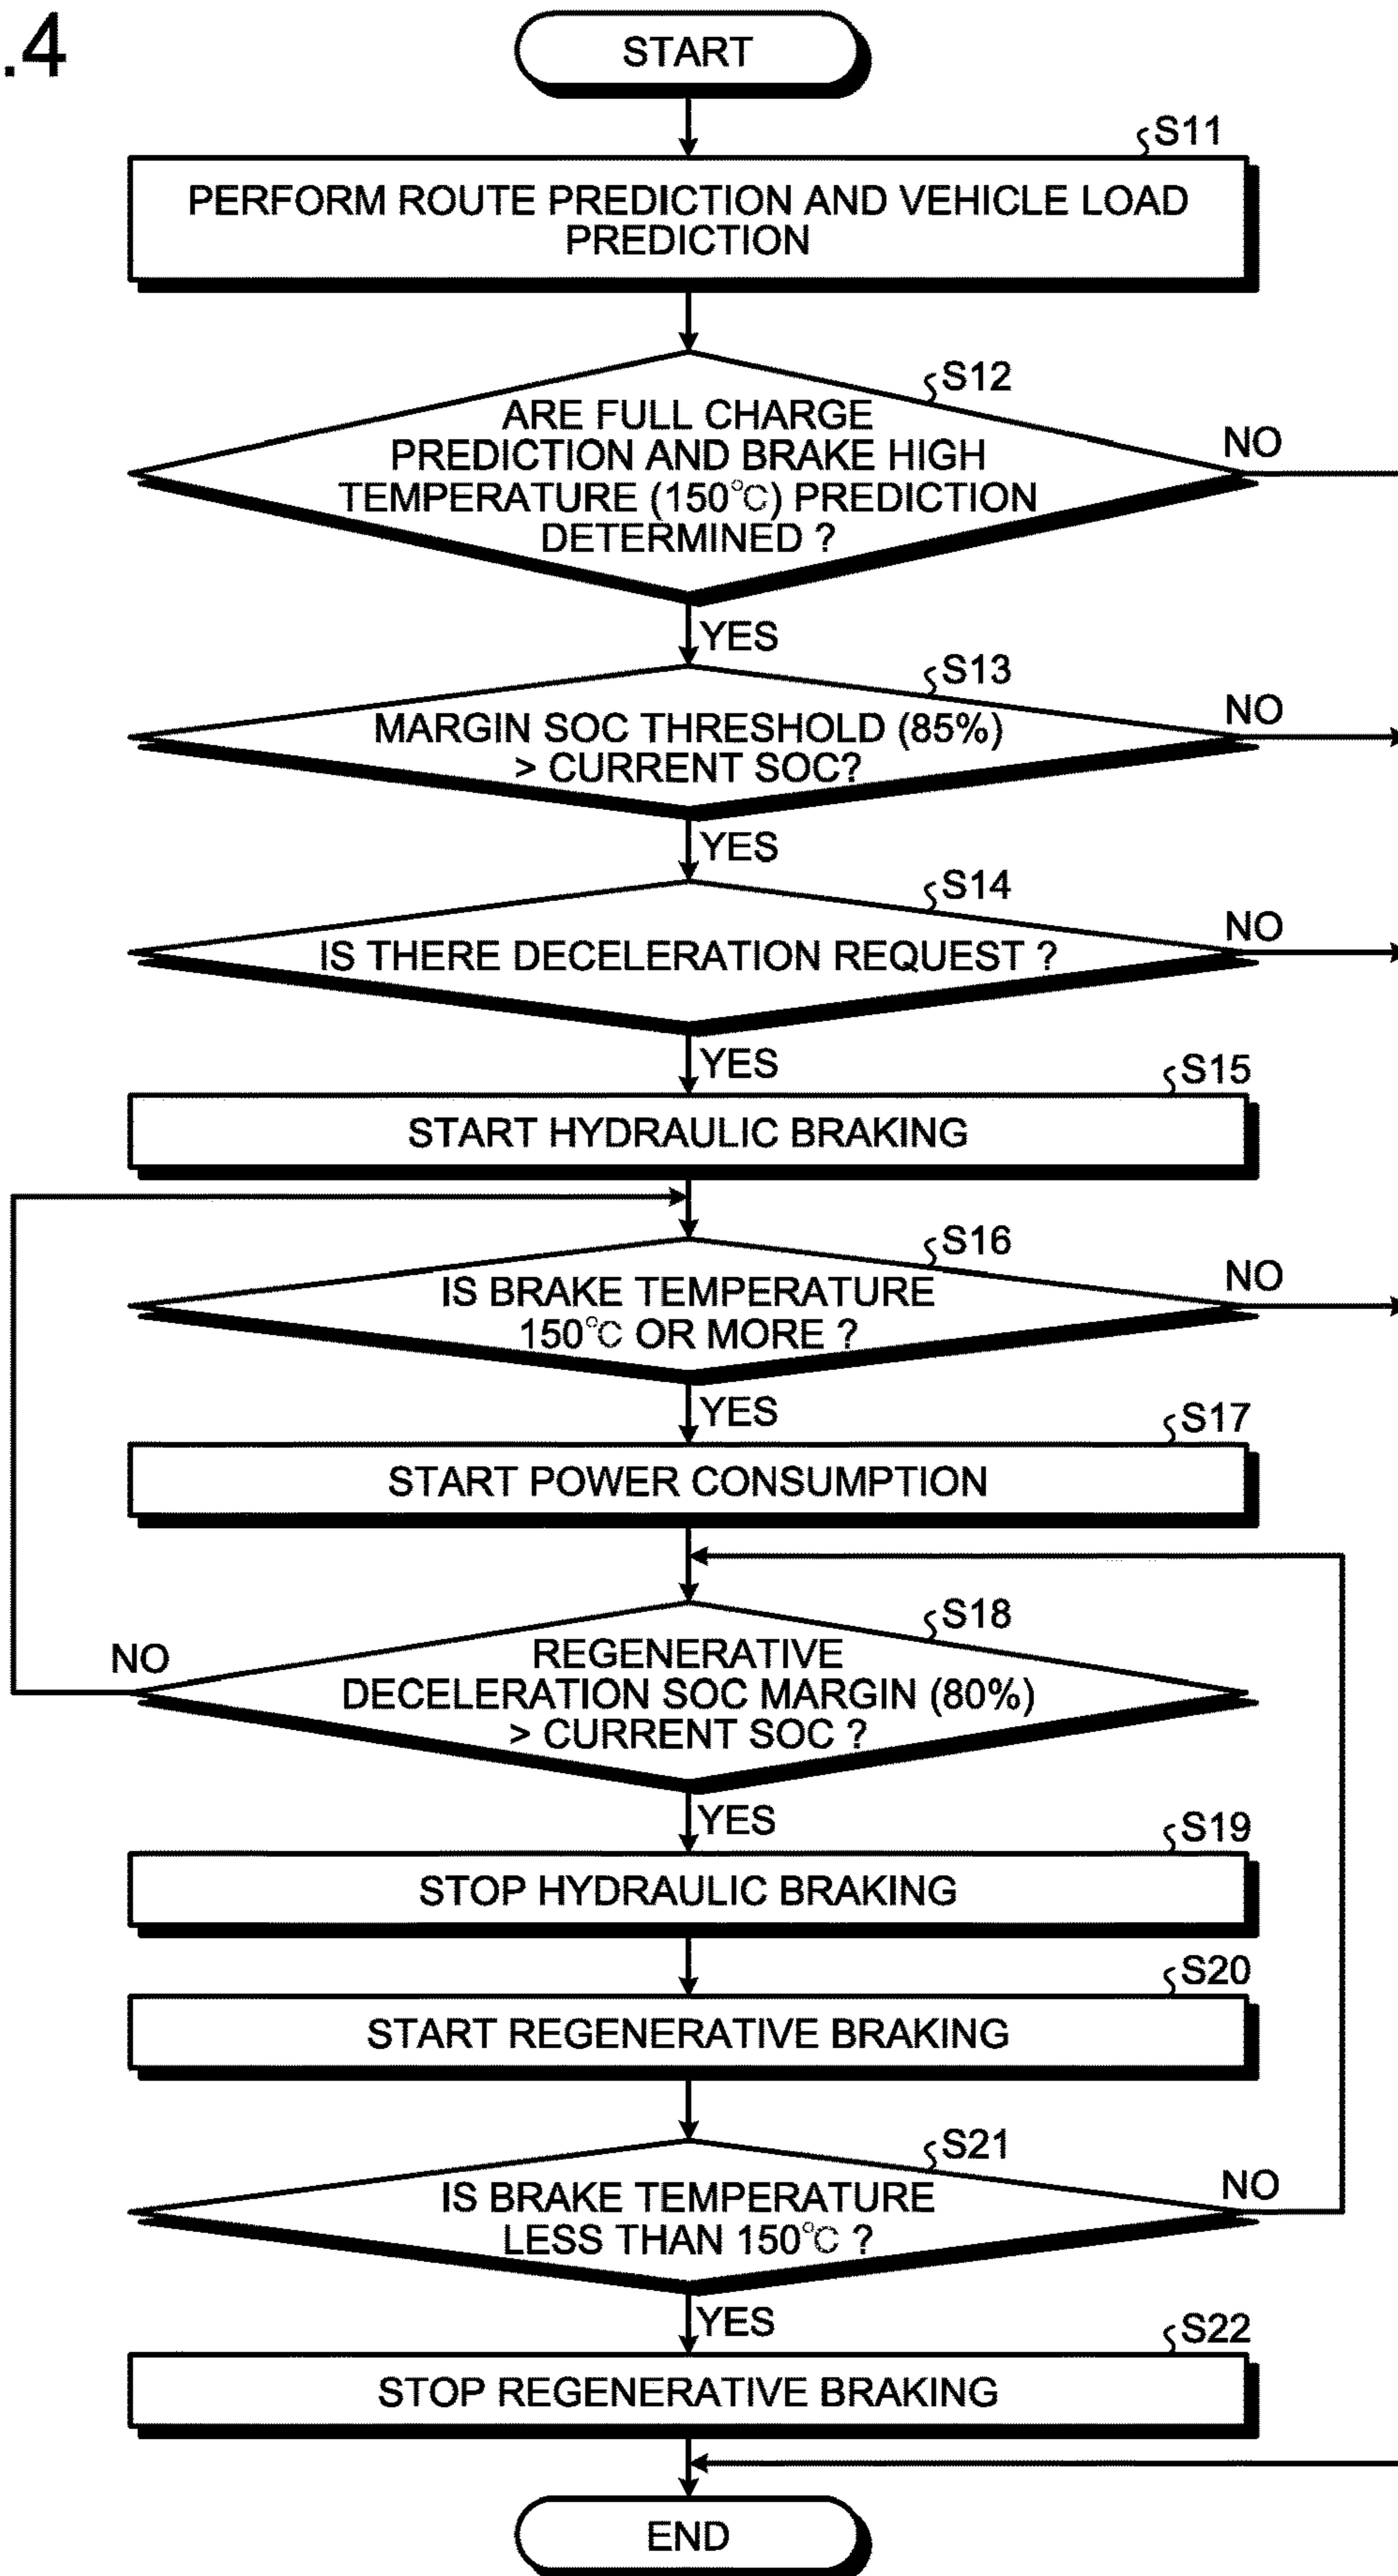 .4
START
S11
PERFORM ROUTE PREDICTION AND VEHICLE LOAD
PREDICTION
S12
ARE FULL CHARGE
PREDICTION AND BRAKE HIGH
TEMPERATURE (150°C) PREDICTION
DETERMINED ?
NO
YES
S13
MARGIN SOC THRESHOLD (85%)
> CURRENT SOC?
NO
YES
S14
IS THERE DECELERATION REQUEST ?
NO
YES
S15
START HYDRAULIC BRAKING
S16
IS BRAKE TEMPERATURE
150°C OR MORE ?
NO
YES
S17
START POWER CONSUMPTION
S18
REGENERATIVE
DECELERATION SOC MARGIN (80%)
> CURRENT SOC ?
NO
YES
S19
STOP HYDRAULIC BRAKING
S20
START REGENERATIVE BRAKING
S21
IS BRAKE TEMPERATURE
LESS THAN 150°C ?
NO
YES
S22
STOP REGENERATIVE BRAKING
END